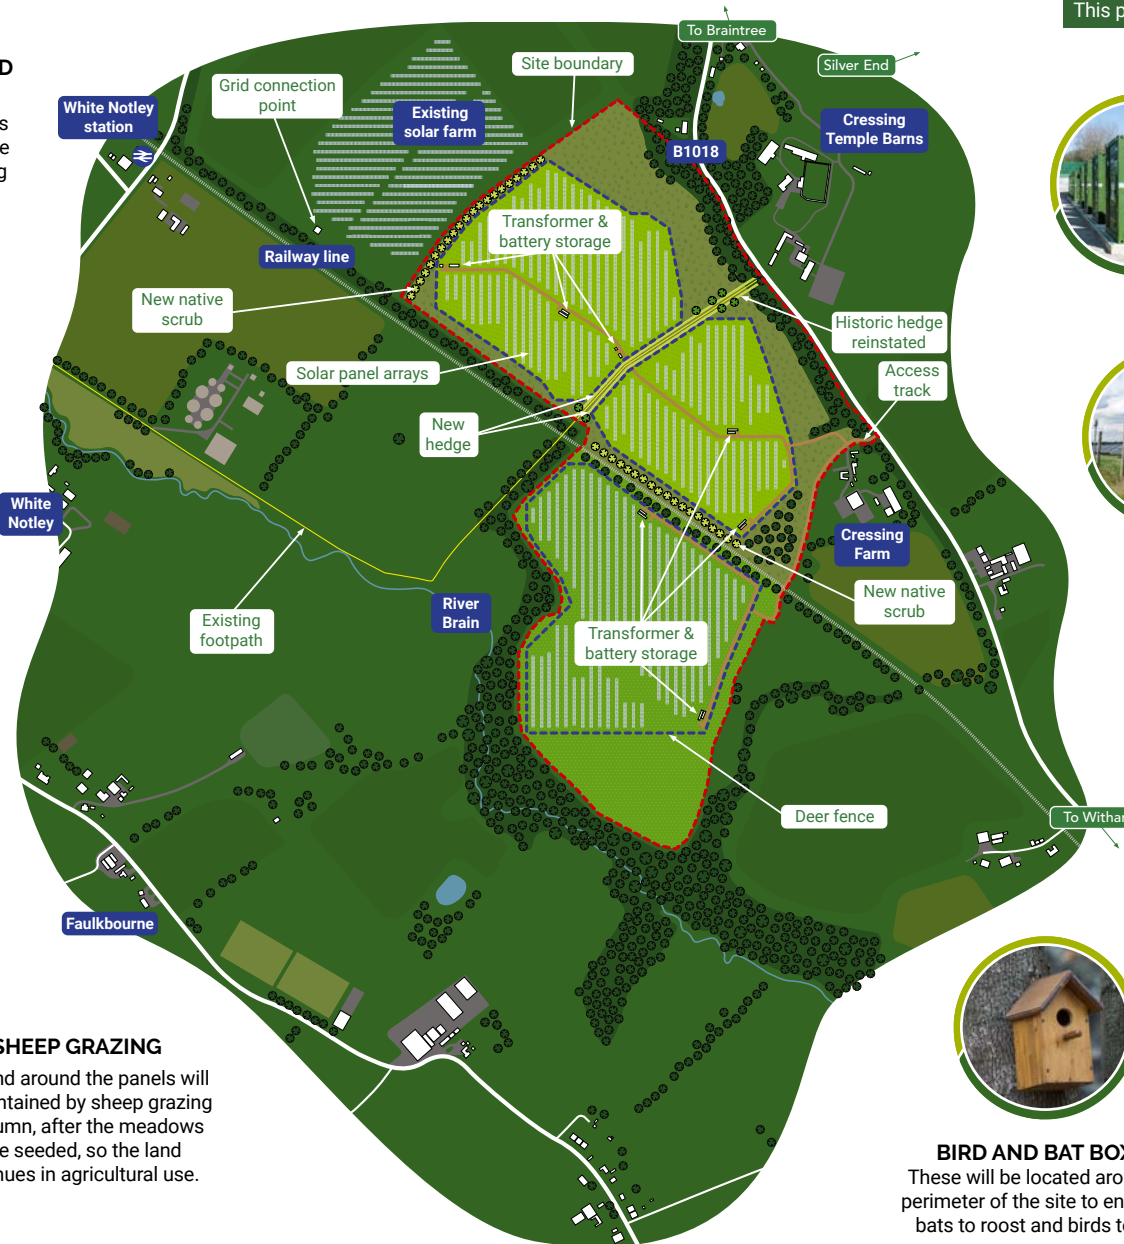 This p
To Braintree
Silver End
Site boundary
D
s
e
g
White Notley
station
Grid connection
point
Existing
solar farm
Cressing
Temple Barns
B1018
Transformer &
battery storage
Railway line
New native
scrub
Historic hedge
reinstated
Solar panel arrays
Access
track
New
hedge
White
Notley
Cressing
Farm
New native
scrub
Existing
footpath
River
Brain
Transformer &
battery storage
Deer fence
To Witha
Faulkbourne
SHEEP GRAZING
nd around the panels will
ntained by sheep grazing
umn, after the meadows
e seeded, so the land
nues in agricultural use.
BIRD AND BAT BOX
These will be located aro
perimeter of the site to en
bats to roost and birds t